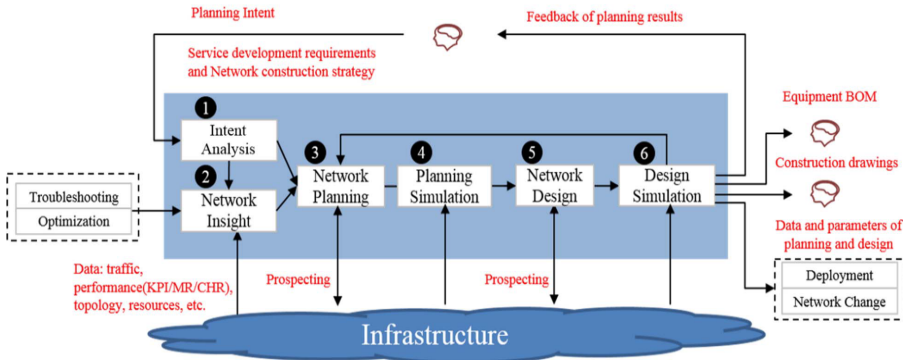 Planning Intent
Feedback of planning results
Service development requirements
and Network construction strategy
Equipment BOM
1
Intent
Analysis
3
4
5
6
Construction drawings
2
Network
Planning
Planning
Simulation
Network
Design
Design
Simulation
Troubleshooting
Optimization
Network
Insight
Data and parameters of
planning and design
Data: traffic,
performance(KPI/MR/CHR),
topology, resources, etc.
Prospecting
Prospecting
Deployment
Network Change
Infrastructure